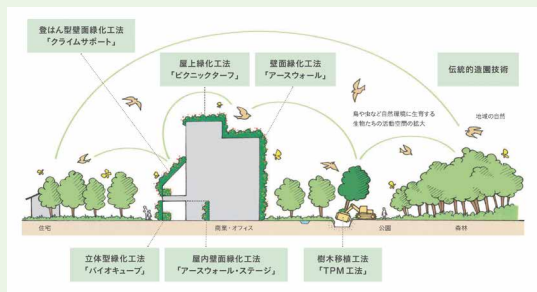 登はん型壁面緑化工法
「クライムサポート」
屋上緑化工法
「ピクニックターフ」
壁面緑化工法
「アースウォール」
伝統的造園技術
鳥や虫など自然環境に生育する
生物たちの活動空間の拡大
地域の自然
住宅
商業・オフィス
公園
森林
立体型緑化工法
「バイオキューブ」
屋内壁面緑化工法
「アースウォール・ステージ」
樹木移植工法
「TPM工法」